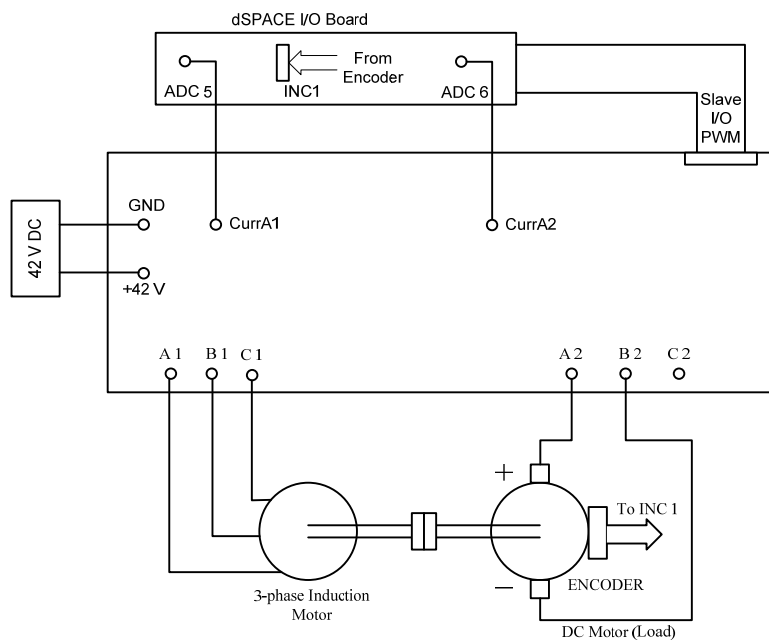 dSPACE I/O Board
From
Encoder
ADC 5
INC1
ADC 6
Slave
I/O
PWM
42 V DC
GND
+42 V
CurrA1
CurrA2
A 1
B 1
C 1
A 2
B 2
C 2
+
To INC 1
−
ENCODER
3-phase Induction
Motor
DC Motor (Load)